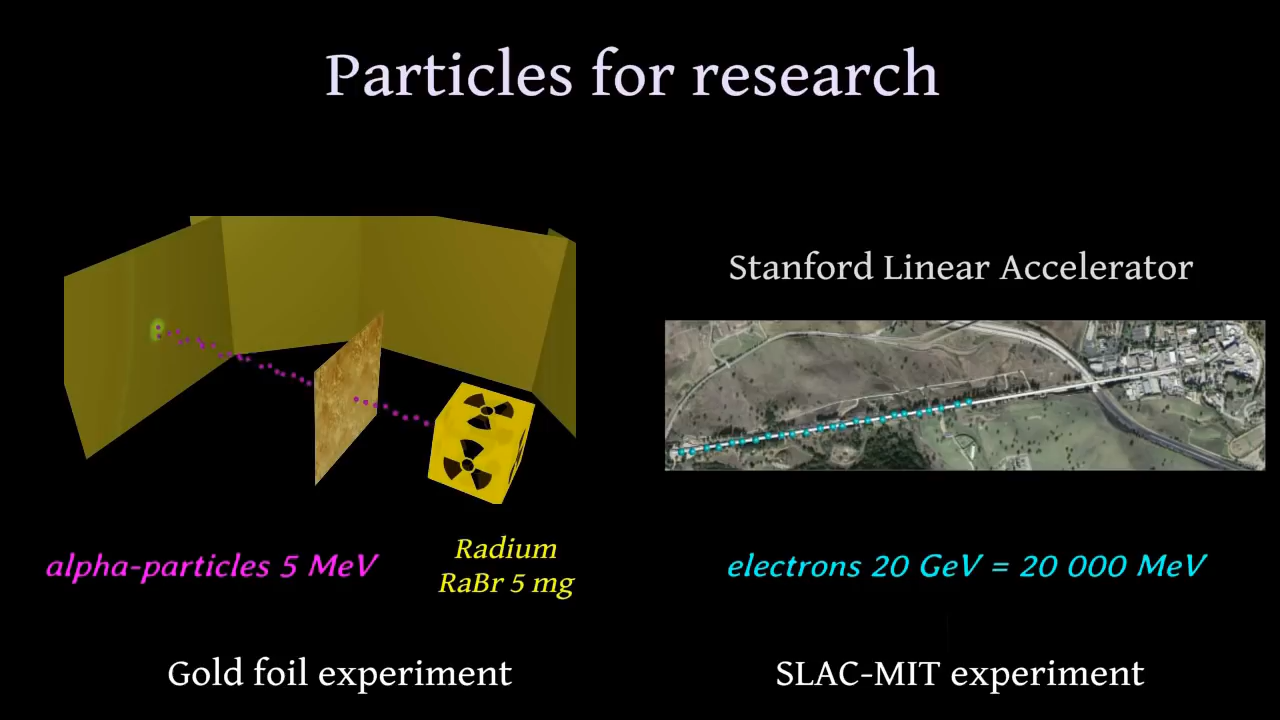 Particles for research
Stanford Linear Accelerator
alpha-particles 5 MeV
Radium
RaBr 5 mg
electrons 20 GeV = 20 000 MeV
Gold foil experiment
SLAC-MIT experiment